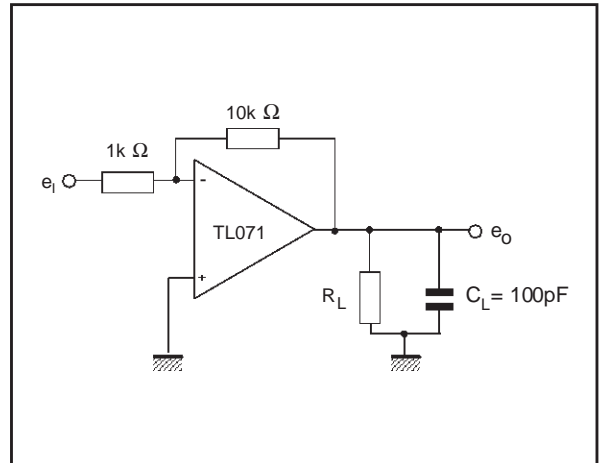 10k Ω
1k Ω
e_I
-
TL071
e_O
+
R_L
C_L = 100pF